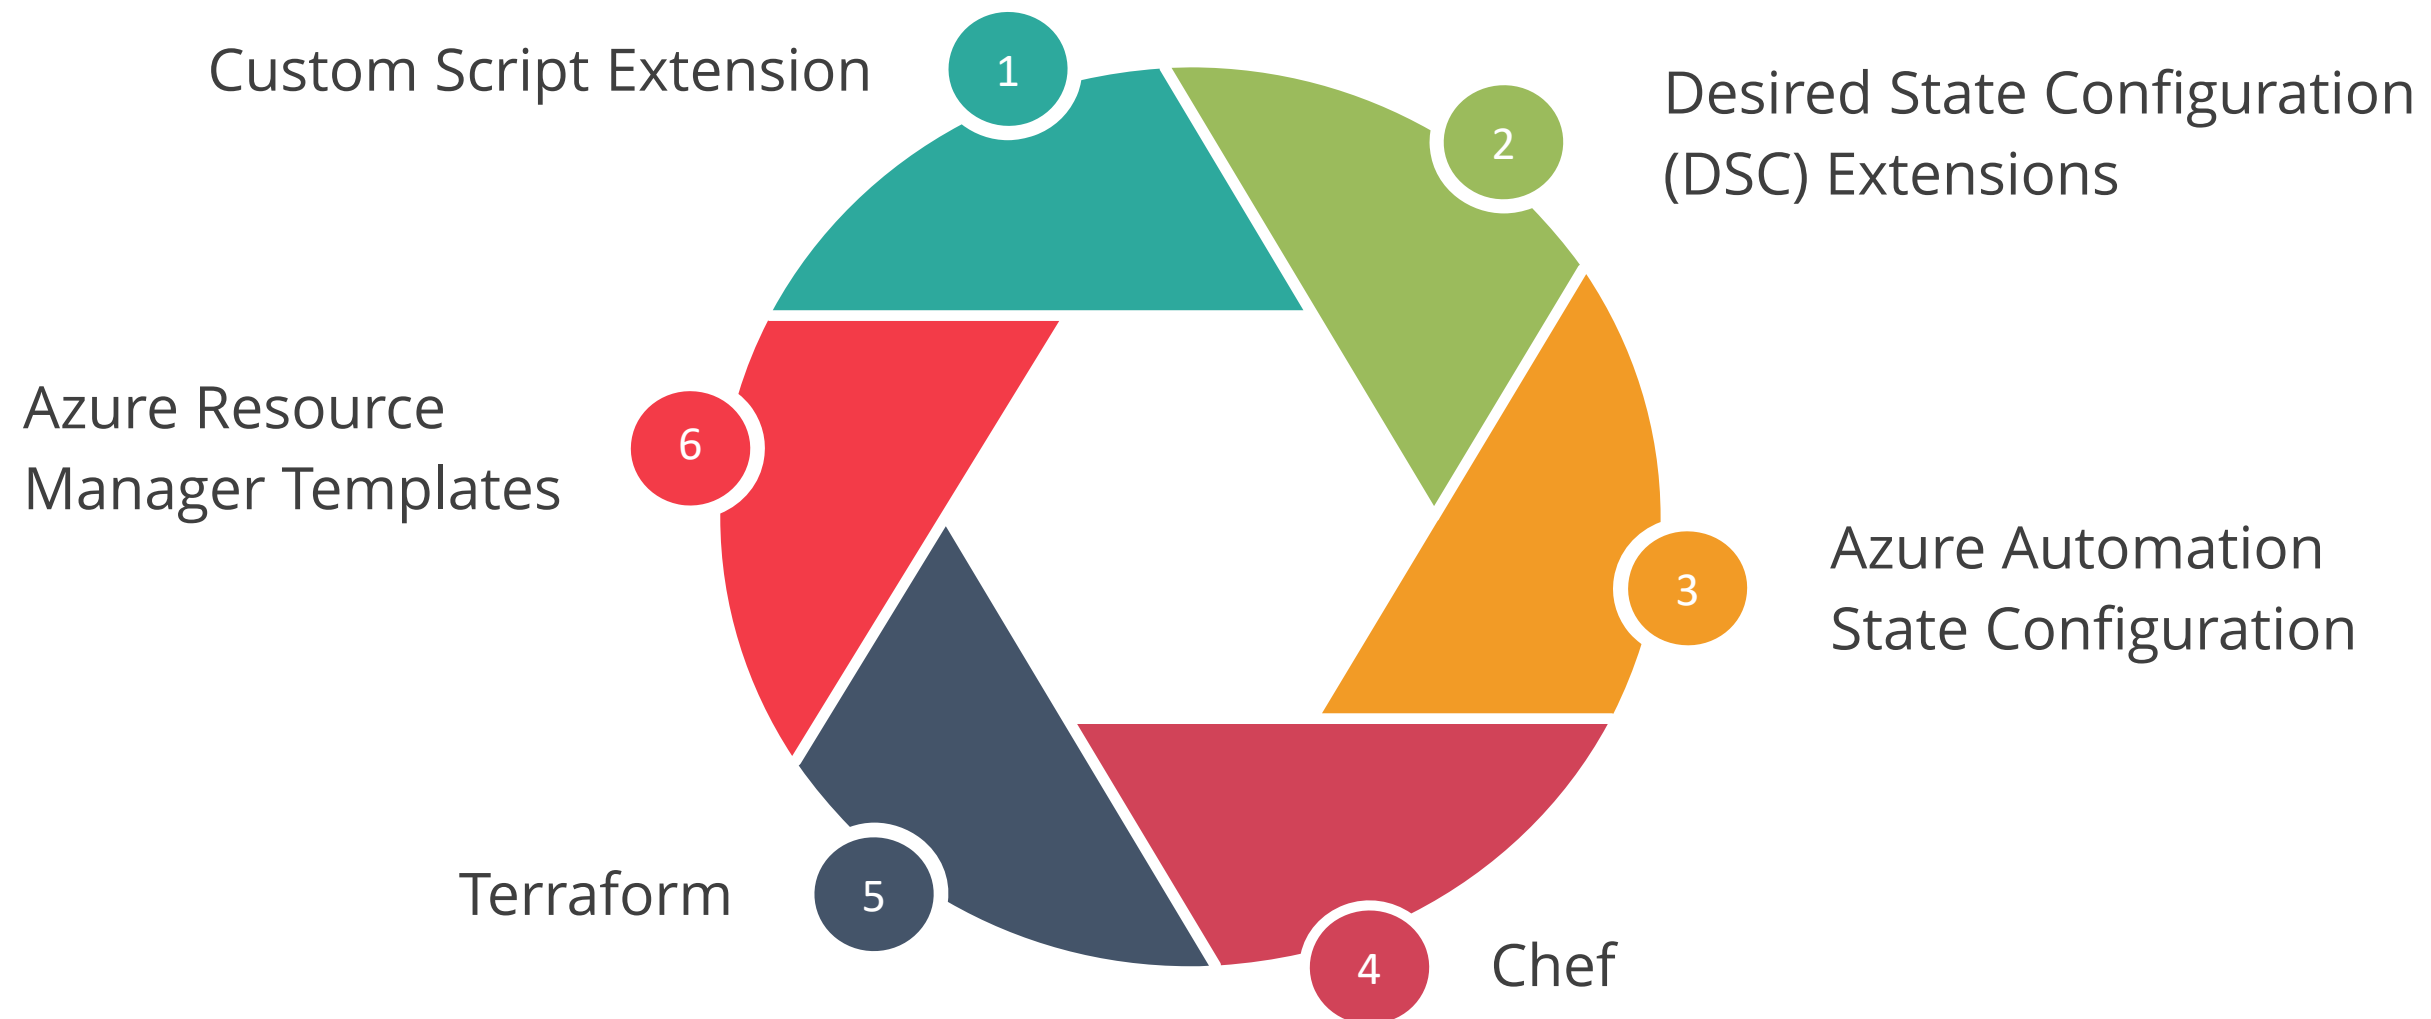 1
Custom Script Extension
2
Desired State Configuration
(DSC) Extensions
3
Azure Automation
State Configuration
4
Chef
5
Terraform
6
Azure Resource
Manager Templates